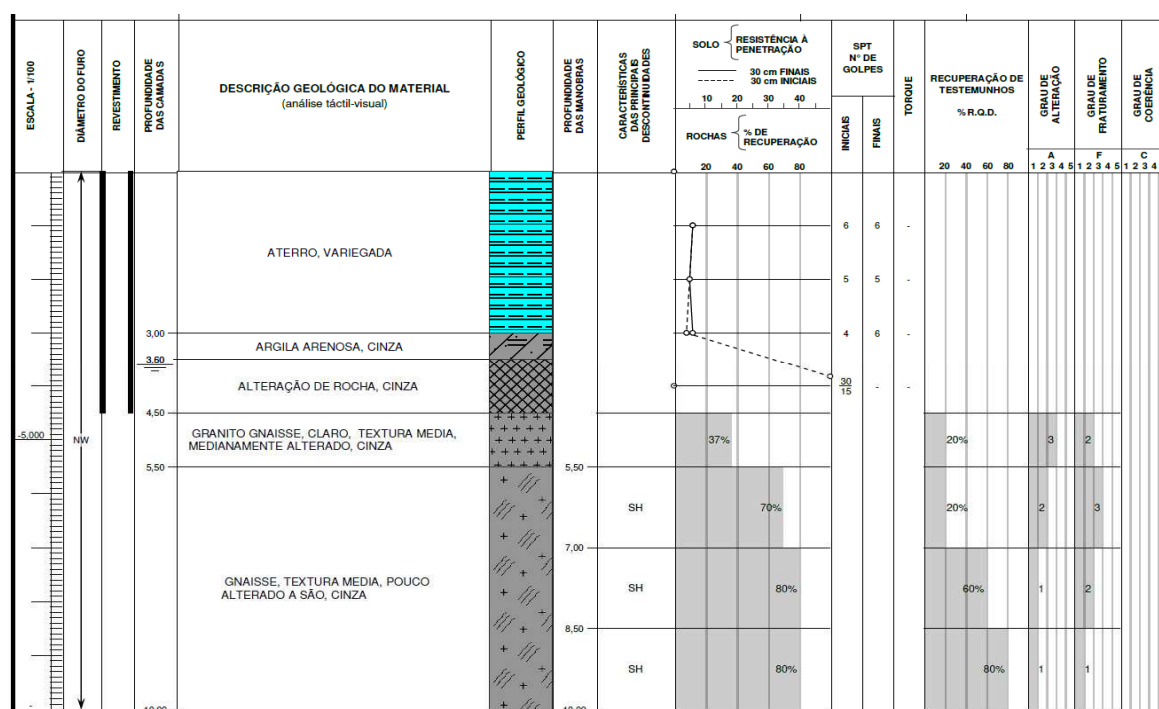 ESCALA - 1/100
DIÂMETRO DO FURO
REVESTIMENTO
PROFUNDIDADE
DAS CAMADAS
DESCRIÇÃO GEOLÓGICA DO MATERIAL
(análise táctil-visual)
PERFIL GEOLÓGICO
PROFUNDIDADE
DAS MANOBRAS
CARACTERÍSTICAS
DAS PRINCIPAIS
DESCONTINUIDADES
SOLO
RESISTÊNCIA À
PENETRAÇÃO
30 cm FINAIS
30 cm INICIAIS
10 20 30 40
ROCHAS
% DE
RECUPERAÇÃO
20 40 60 80
SPT
N° DE
GOLPES
INICIAIS
FINAIS
TORQUE
RECUPERAÇÃO DE
TESTEMUNHOS
% R.Q.D.
20 40 60 80
GRAU DE
ALTERAÇÃO
A
1 2 3 4 5
GRAU DE
FRATURAMENTO
F
1 2 3 4 5
GRAU DE
COERÊNCIA
C
1 2 3 4
6 6 -
ATERRO, VARIEGADA
5 5 -
3,00
4 6 -
ARGILA ARENOSA, CINZA
3.60
ALTERAÇÃO DE ROCHA, CINZA
30
15
- -
4,50
-5,000
NW
GRANITO GNAISSE, CLARO, TEXTURA MEDIA,
MEDIANAMENTE ALTERADO, CINZA
37% 20% 3 2
5,50 5,50
SH 70% 20% 2 3
7,00
GNAISSE, TEXTURA MEDIA, POUCO
ALTERADO A SÃO, CINZA
SH 80% 60% 1 2
8,50
SH 80% 80% 1 1